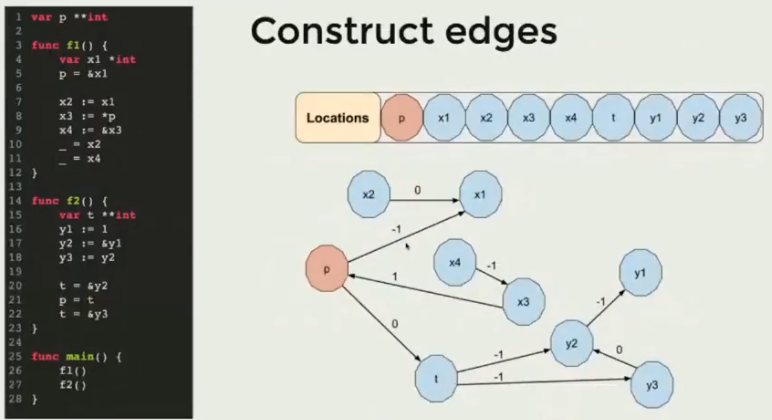 Construct edges
1 var p **int
2
3 func f1() {
4 var x1 *int
5 p = &x1
6
7 x2 := x1
8 x3 := *p
9 x4 := &x3
10 _ = x2
11 _ = x4
12 }
13
14 func f2() {
15 var t **int
16 y1 := 1
17 y2 := &y1
18 y3 := y2
19
20 t = &y2
21 p = t
22 t = &y3
23 }
24
25 func main() {
26 f1()
27 f2()
28 }
Locations p x1 x2 x3 x4 t y1 y2 y3
x2 0 x1
-1
p x4 -1 y1
1 x3 -1
0
y2
-1 0
t -1 y3